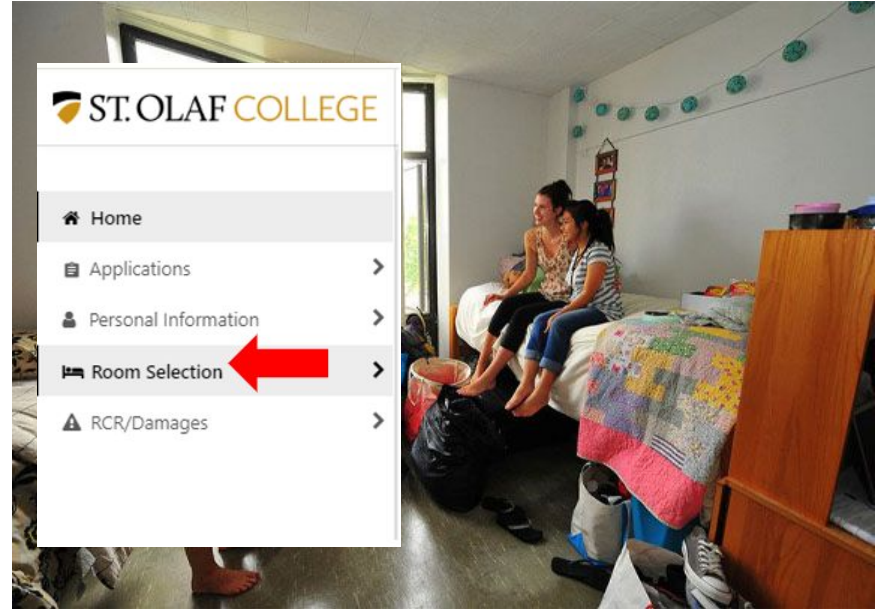 ST. OLAF COLLEGE
Home
Applications
Personal Information
Room Selection
RCR/Damages